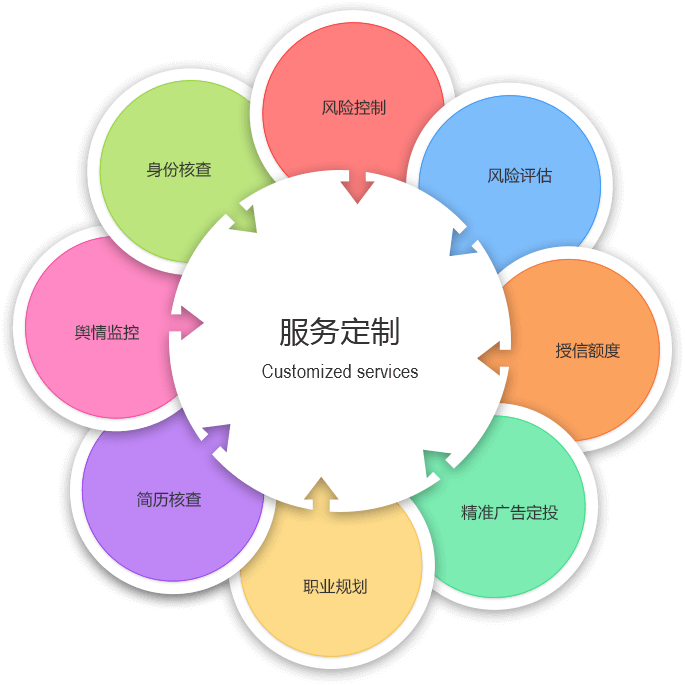 风险控制
风险评估
身份核查
舆情监控
服务定制
Customized services
授信额度
简历核查
精准广告定投
职业规划